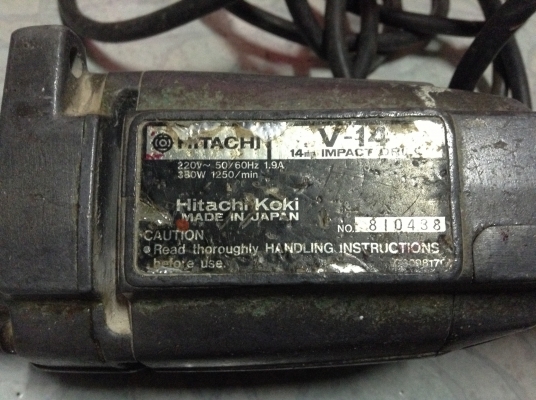 HITACHI
V-14
14mm IMPACT DRILL
220V~ 50/60Hz 1.9A
380W 1250/min
Hitachi Koki
MADE IN JAPAN
NO. 810438
CAUTION
Read thoroughly HANDLING INSTRUCTIONS
before use.